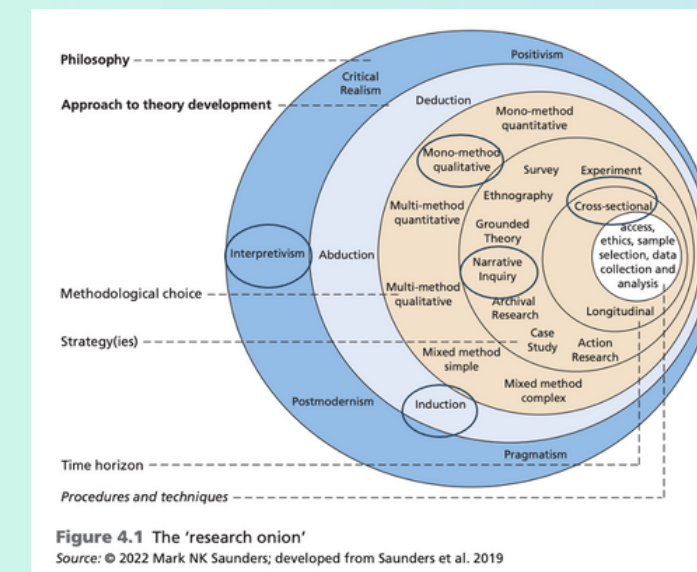 Philosophy
Positivism
Critical
Realism
Approach to theory development
Deduction
Mono-method
quantitative
Mono-method
qualitative
Survey
Experiment
Ethnography
Cross-sectional
Multi-method
quantitative
Grounded
Theory
access,
ethics, sample
selection, data
collection and
analysis
Interpretivism
Abduction
Narrative
Inquiry
Methodological choice
Multi-method
qualitative
Archival
Research
Longitudinal
Strategy(ies)
Case
Study
Action
Research
Mixed method
simple
Mixed method
complex
Postmodernism
Induction
Pragmatism
Time horizon
Procedures and techniques
Figure 4.1 The ‘research onion’
Source: © 2022 Mark NK Saunders; developed from Saunders et al. 2019